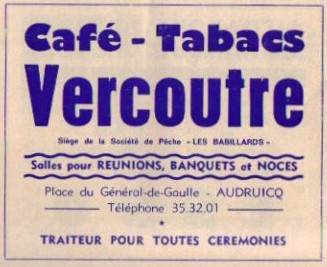 Café - Tabacs
Vercoutre
Siège de la Société de Pêche -LES BABILLARDS-
Salles pour REUNIONS, BANQUETS et NOCES
Place du Général-de-Gaulle - AUDRUICQ
Téléphone 35.32.01
TRAITEUR POUR TOUTES CEREMONIES